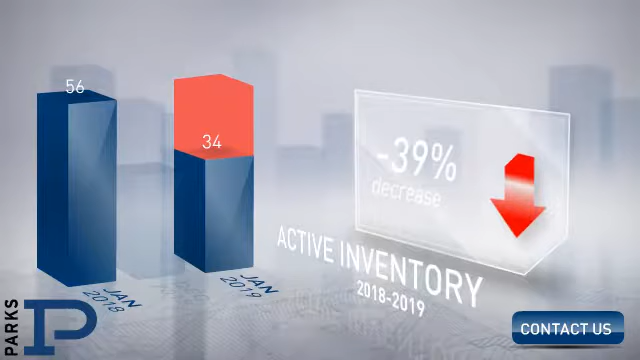 56
34
-39%
decrease
JAN
2018
JAN
2019
ACTIVE INVENTORY
2018-2019
PARKS
P
CONTACT US